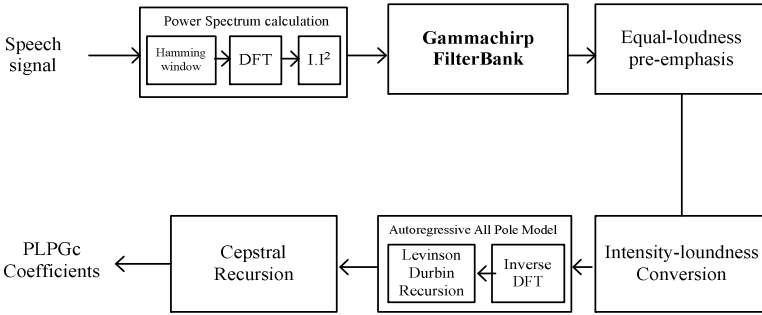 Power Spectrum calculation
Speech
signal
Hamming
window
DFT
I.I²
Gammachirp
FilterBank
Equal-loudness
pre-emphasis
Intensity-loundness
Conversion
Autoregressive All Pole Model
Inverse
DFT
Levinson
Durbin
Recursion
Cepstral
Recursion
PLPGc
Coefficients